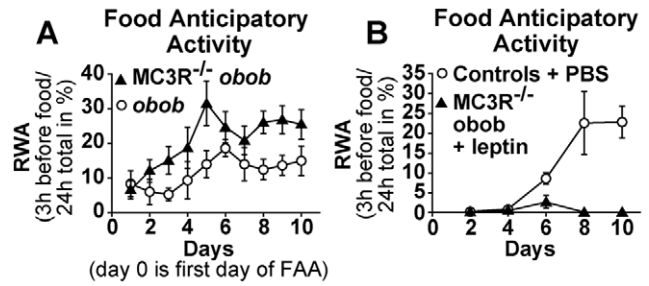 A
Food Anticipatory
Activity
RWA
(3h before food/
24h total in %)
40
30
20
10
0
▲ MC3R-/- obob
○ obob
0 2 4 6 8 10
Days
(day 0 is first day of FAA)
B
Food Anticipatory
Activity
RWA
(3h before food/
24h total in %)
35
30
25
20
15
10
5
0
○ Controls + PBS
▲ MC3R-/-
obob
+ leptin
0 2 4 6 8 10
Days